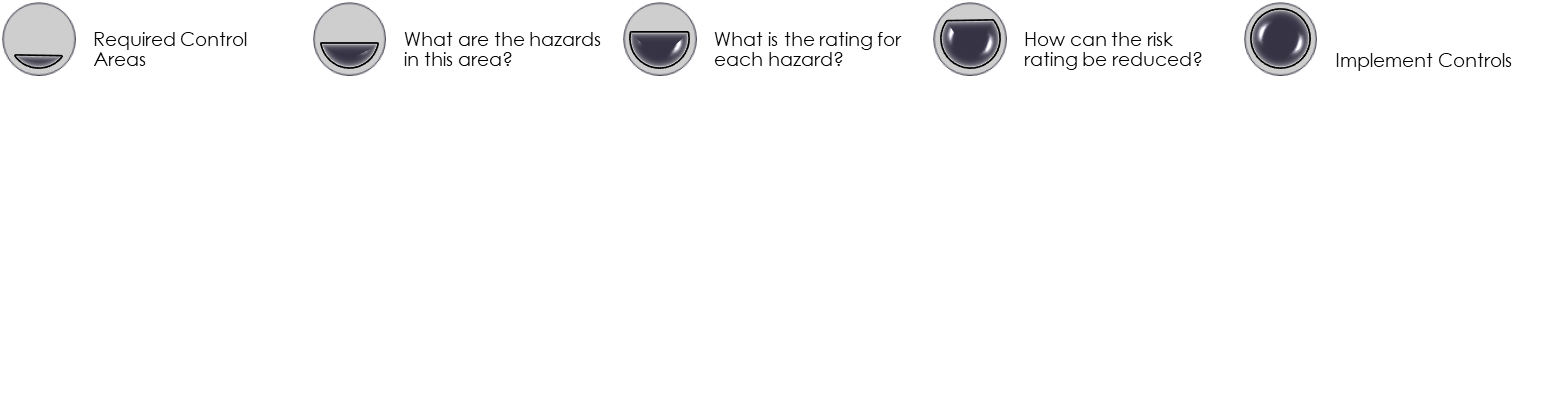 Required Control
Areas
What are the hazards
in this area?
What is the rating for
each hazard?
How can the risk
rating be reduced?
Implement Controls